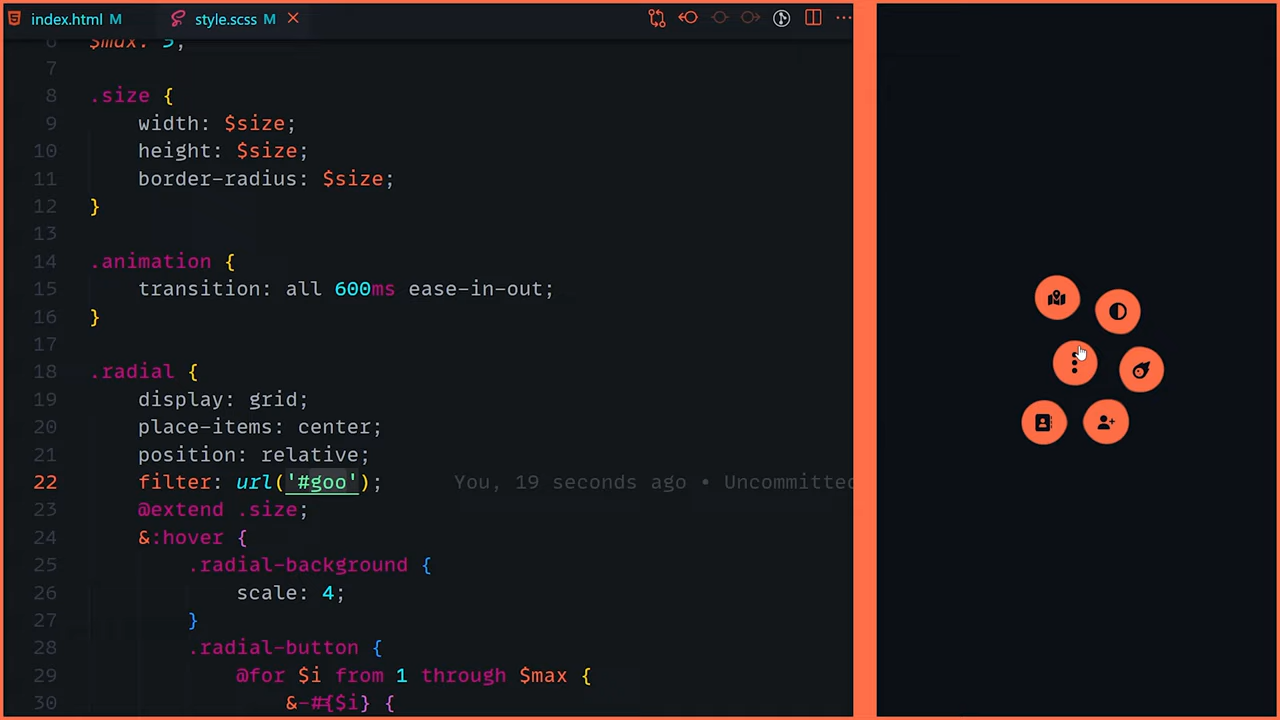 index.html M
style.scss M
6 $max: 5;
7
8 .size {
9 width: $size;
10 height: $size;
11 border-radius: $size;
12 }
13
14 .animation {
15 transition: all 600ms ease-in-out;
16 }
17
18 .radial {
19 display: grid;
20 place-items: center;
21 position: relative;
22 filter: url('#goo'); You, 19 seconds ago • Uncommitted
23 @extend .size;
24 &:hover {
25 .radial-background {
26 scale: 4;
27 }
28 .radial-button {
29 @for $i from 1 through $max {
30 &-#{$i} {